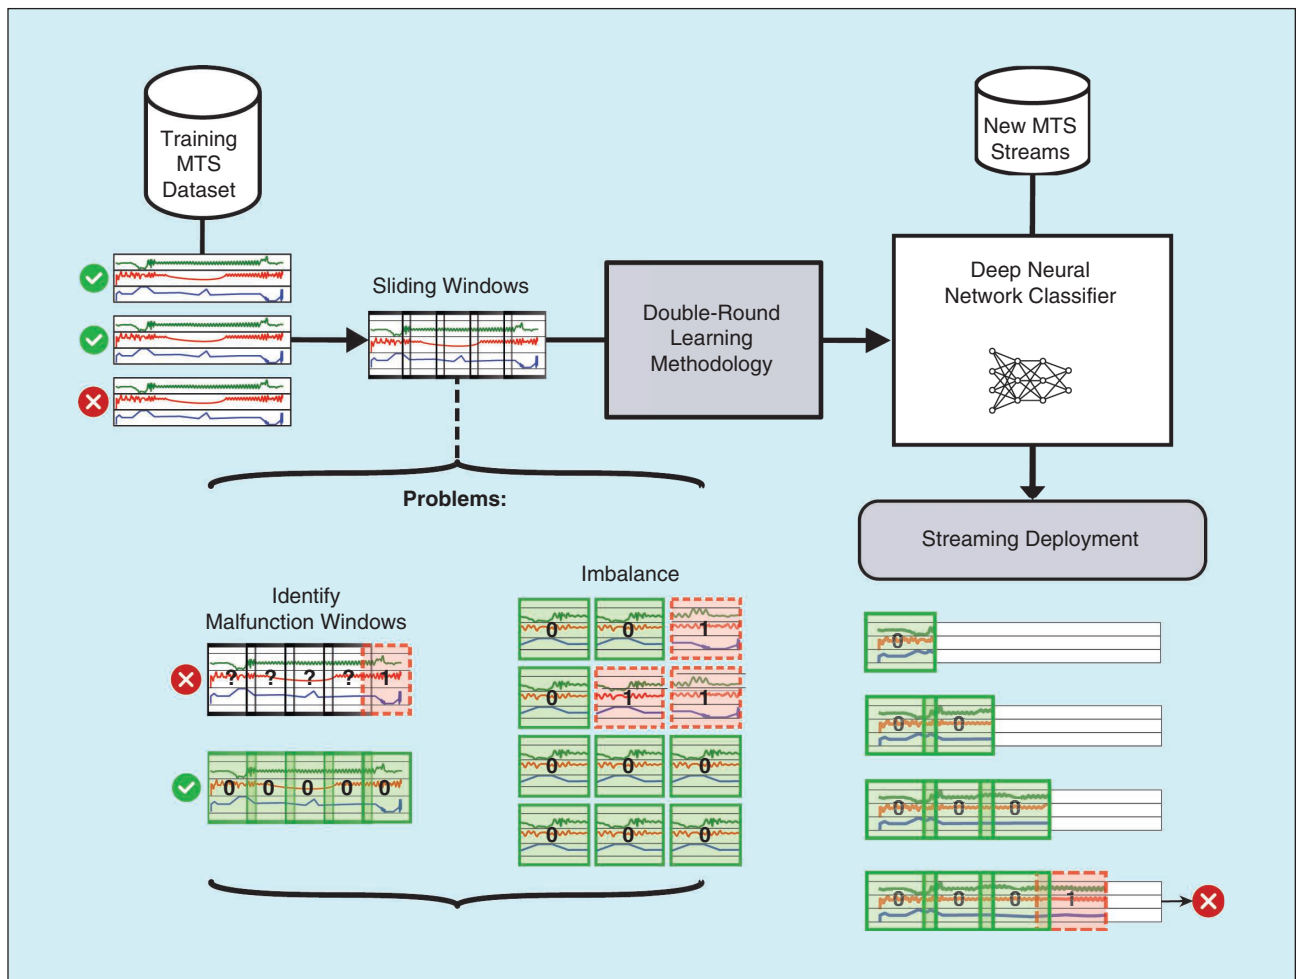 Training
MTS
Dataset
New MTS
Streams
Sliding Windows
Double-Round
Learning
Methodology
Deep Neural
Network Classifier
Problems:
Streaming Deployment
Identify
Malfunction Windows
? ? ? ? 1
0 0 0 0 0
Imbalance
0 0 1
0 1 1
0 0 0
0 0 0
0
0 0
0 0 0
0 0 0 1